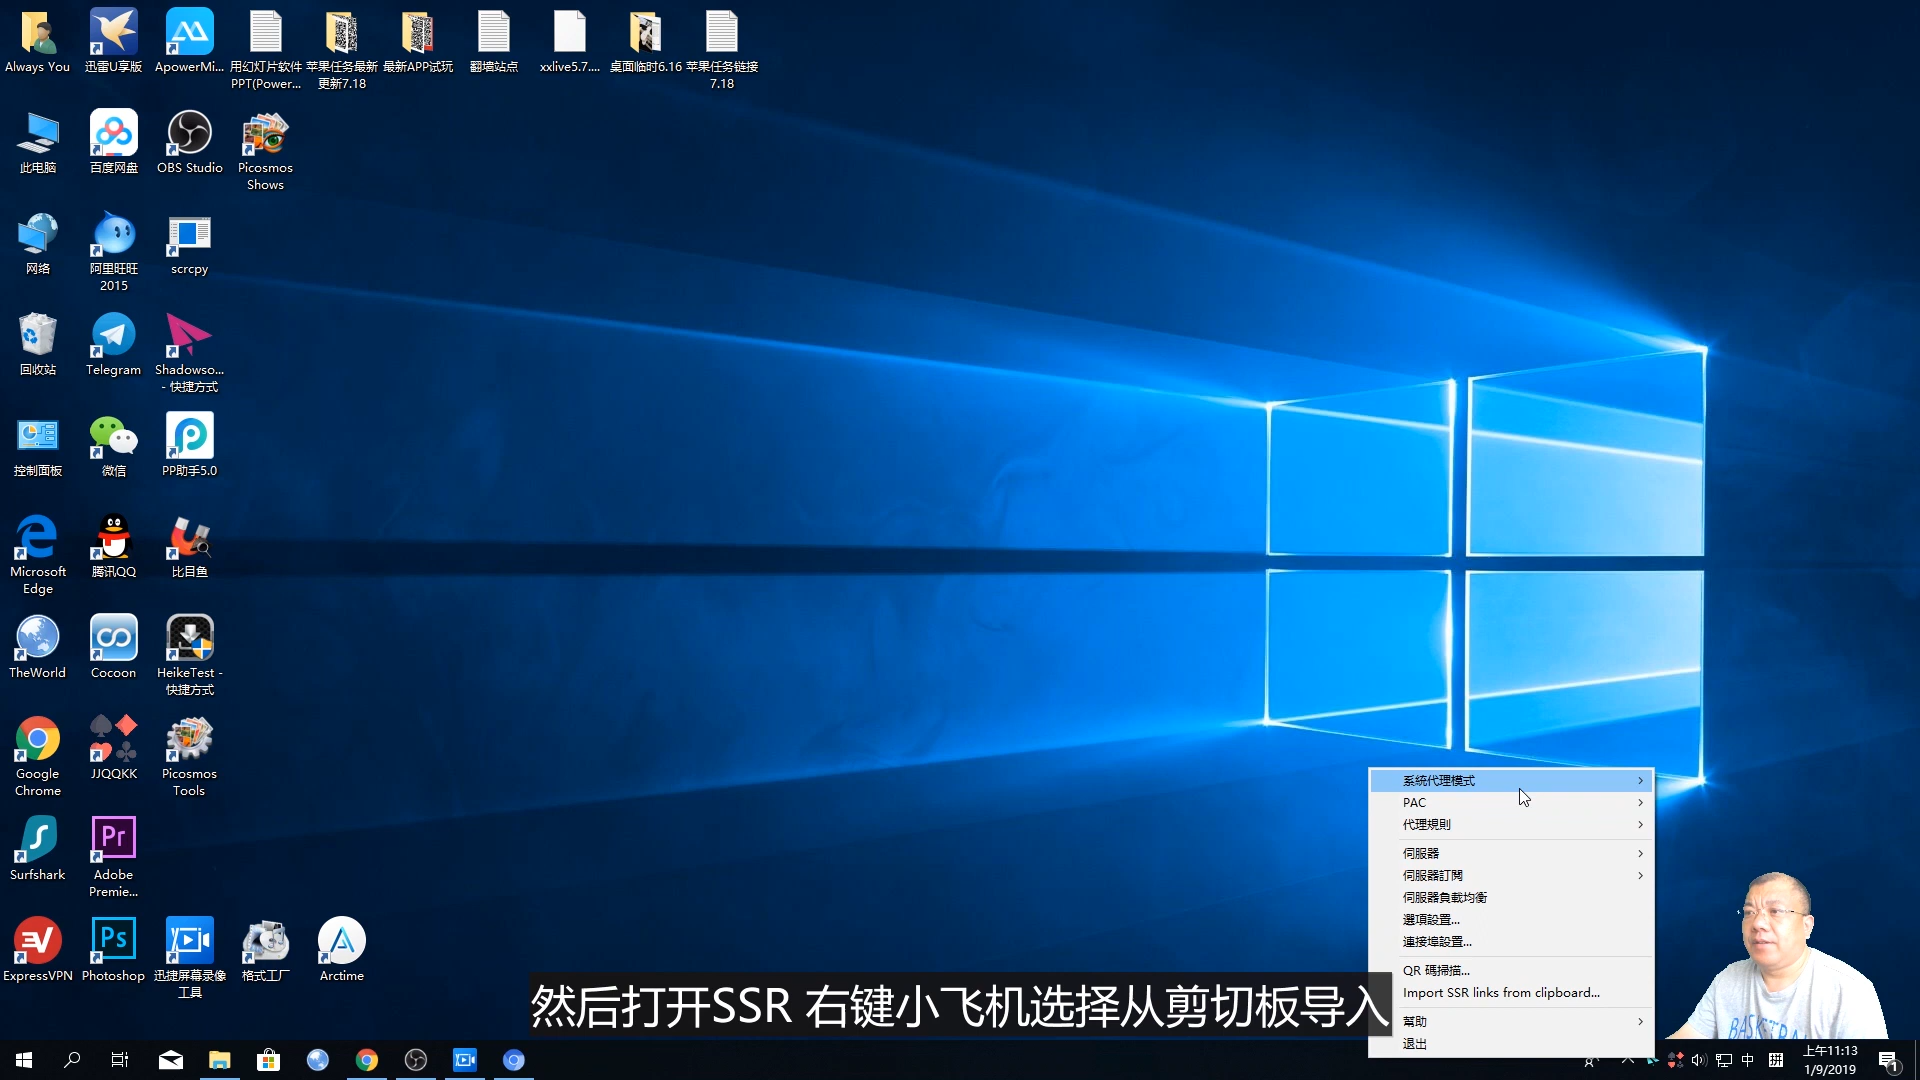 Always You
迅雷U享版
ApowerMi...
用幻灯片软件
PPT(Power...
苹果任务最新
更新7.18
最新APP试玩
翻墙站点
xxlive5.7....
桌面临时6.16
苹果任务链接
7.18
此电脑
百度网盘
OBS Studio
Picosmos
Shows
网络
阿里旺旺
2015
scrcpy
回收站
Telegram
Shadowso...
- 快捷方式
控制面板
微信
PP助手5.0
Microsoft
Edge
腾讯QQ
比目鱼
TheWorld
Cocoon
HeikeTest -
快捷方式
Google
Chrome
JJQQKK
Picosmos
Tools
Surfshark
Pr
Adobe
Premie...
ExpressVPN
Ps
Photoshop
迅捷屏幕录像
工具
格式工厂
Arctime
系統代理模式
PAC
代理規則
伺服器
伺服器訂閱
伺服器負載均衡
選項設置...
連接埠設置...
QR 碼掃描...
Import SSR links from clipboard...
幫助
退出
然后打开SSR 右键小飞机选择从剪切板导入
中
拼
上午11:13
1/9/2019
1